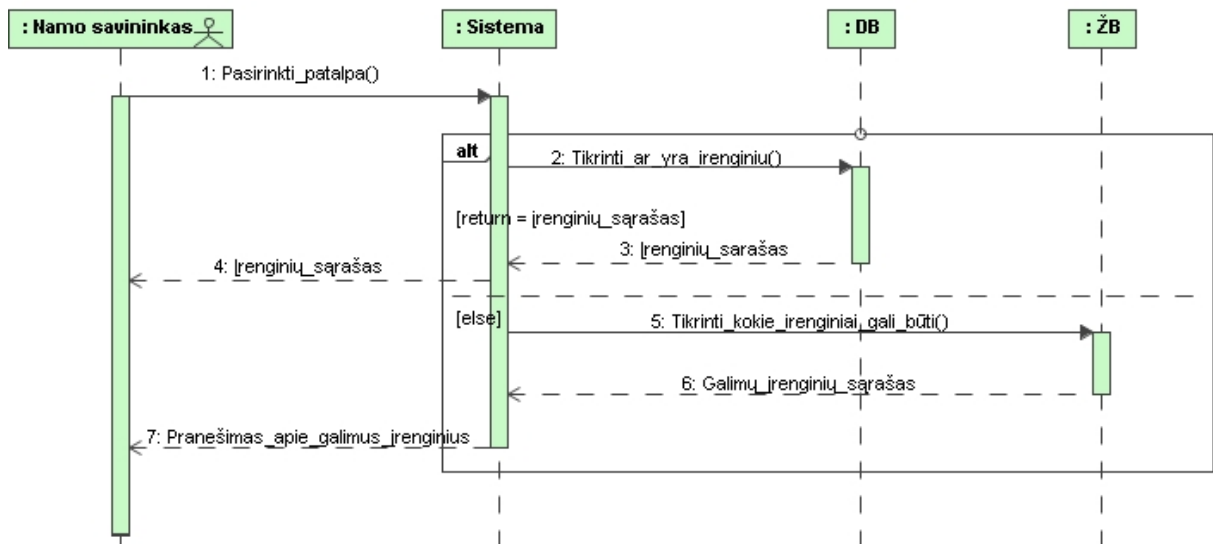 : Namo savininkas
: Sistema
: DB
: ŽB
1: Pasirinkti_patalpa()
alt
2: Tikrinti_ar_yra_irenginiu()
[return = įrenginių_sąrašas]
3: Įrenginių_sarašas
4: Įrenginių_sąrašas
[else]
5: Tikrinti_kokie_irenginiai_gali_būti()
6: Galimų_įrenginių_sąrašas
7: Pranešimas_apie_galimus_įrenginius